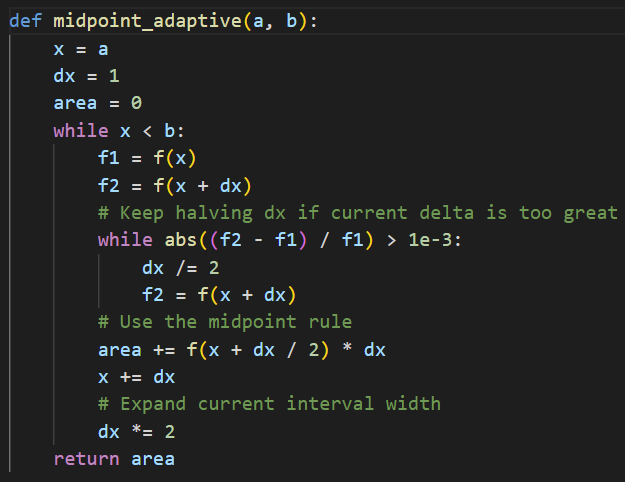 def midpoint_adaptive(a, b):
    x = a
    dx = 1
    area = 0
    while x < b:
        f1 = f(x)
        f2 = f(x + dx)
        # Keep halving dx if current delta is too great
        while abs((f2 - f1) / f1) > 1e-3:
            dx /= 2
            f2 = f(x + dx)
        # Use the midpoint rule
        area += f(x + dx / 2) * dx
        x += dx
        # Expand current interval width
        dx *= 2
    return area